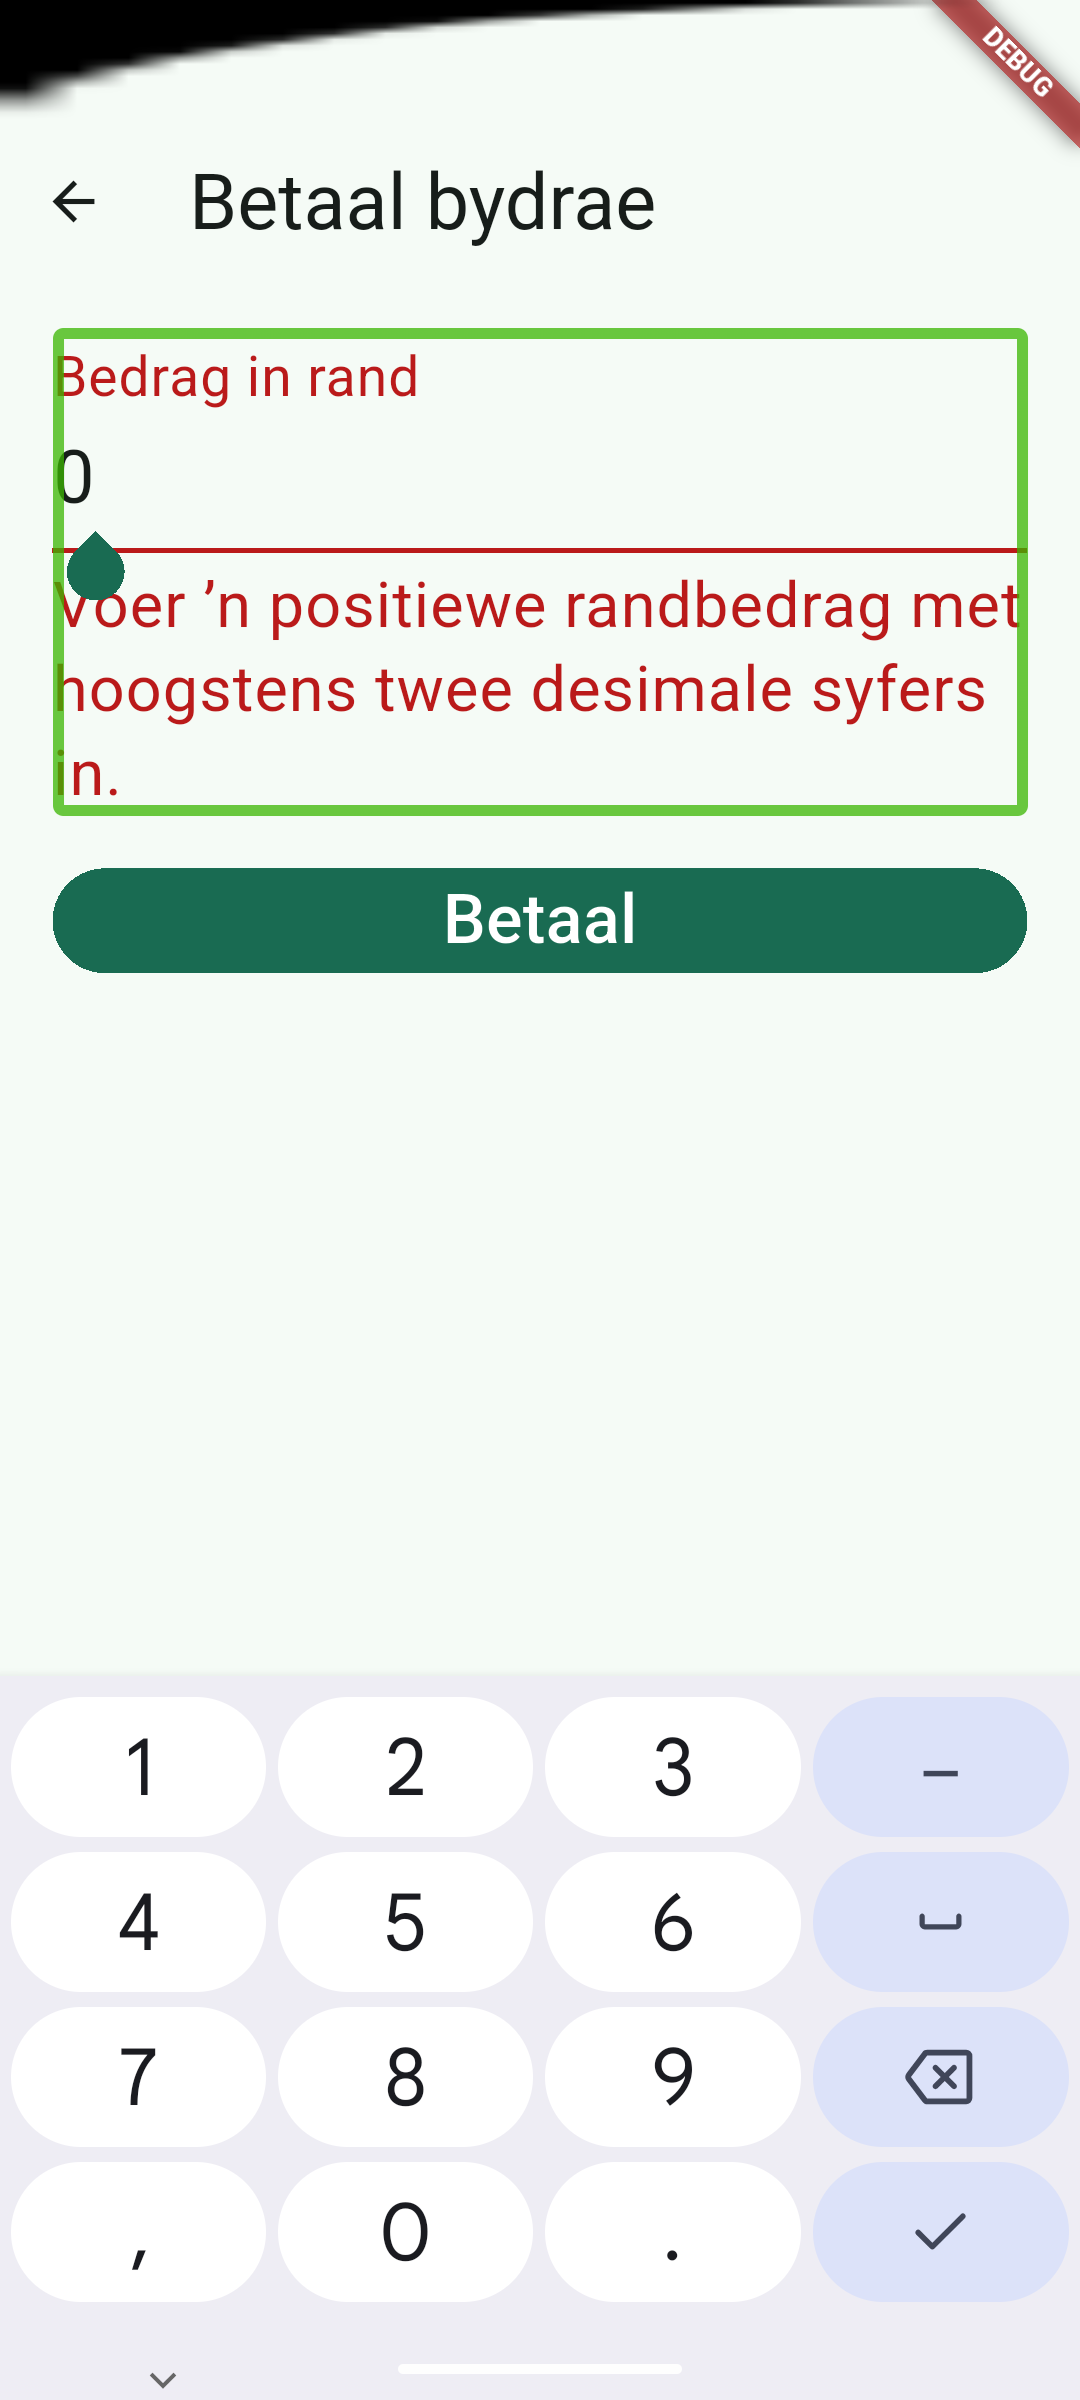 DEBUG
Betaal bydrae
Bedrag in rand
0
Voer ’n positiewe randbedrag met
hoogstens twee desimale syfers
in.
Betaal
1 2 3 –
4 5 6
7 8 9
, 0 .